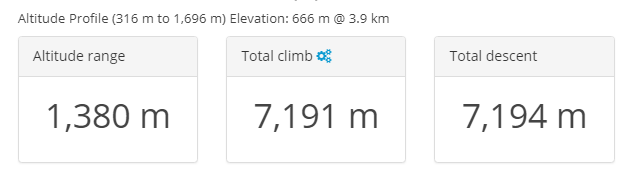 Altitude Profile (316 m to 1,696 m) Elevation: 666 m @ 3.9 km
Altitude range
Total climb
Total descent
1,380 m
7,191 m
7,194 m